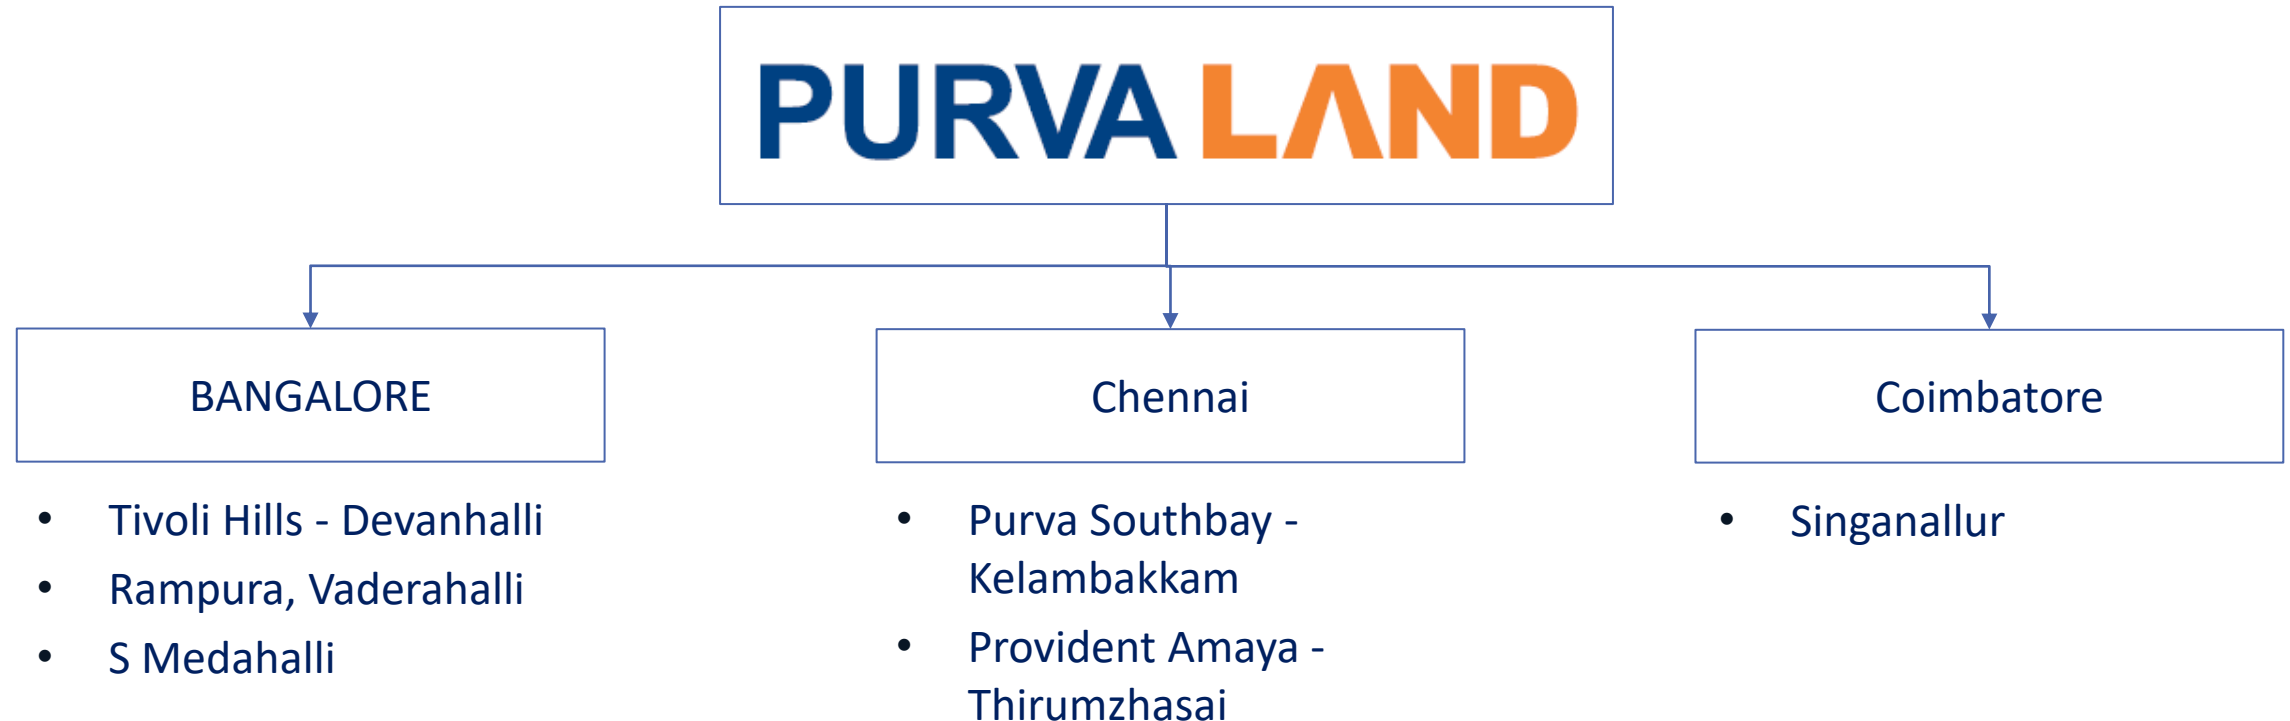 PURVA LAND
BANGALORE
• Tivoli Hills - Devanhalli
• Rampura, Vaderahalli
• S Medahalli
Chennai
• Purva Southbay -
Kelambakkam
• Provident Amaya -
Thirumzhasai
Coimbatore
• Singanallur